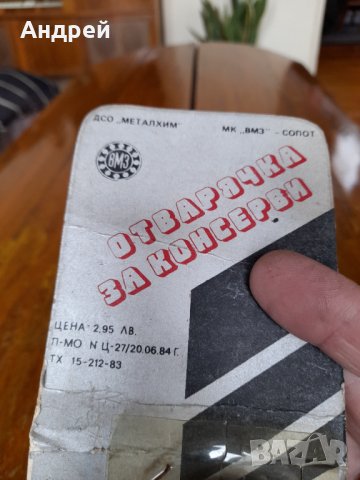 Андрей
ДСО „МЕТАЛХИМ"
МК „ВМЗ" - СОПОТ
ВМЗ
ОТВАРЯЧКА
ЗА КОНСЕРВИ
ЦЕНА: 2,95 ЛВ.
П-МО N Ц-27/20.06.84 Г.
ТХ 15-212-83
BAZAR